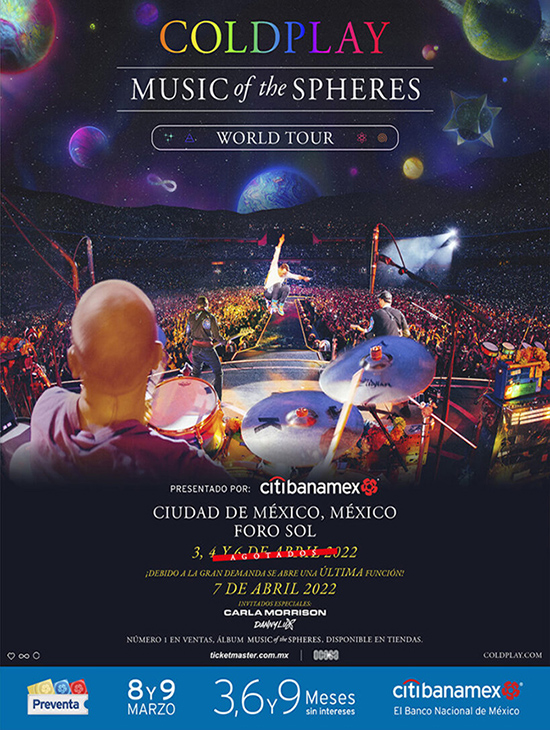 COLDPLAY
MUSIC of the SPHERES
WORLD TOUR
PRESENTADO POR: citibanamex
CIUDAD DE MÉXICO, MÉXICO
FORO SOL
3, 4 Y 6 DE ABRIL 2022
AGOTADOS
¡DEBIDO A LA GRAN DEMANDA SE ABRE UNA ÚLTIMA FUNCIÓN!
7 DE ABRIL 2022
INVITADOS ESPECIALES:
CARLA MORRISON
DANNYLUX
NÚMERO 1 EN VENTAS, ÁLBUM MUSIC of the SPHERES, DISPONIBLE EN TIENDAS.
ticketmaster.com.mx
COLDPLAY.COM
Preventa
8 Y 9
MARZO
3,6 Y 9 Meses
sin intereses
citibanamex
El Banco Nacional de México